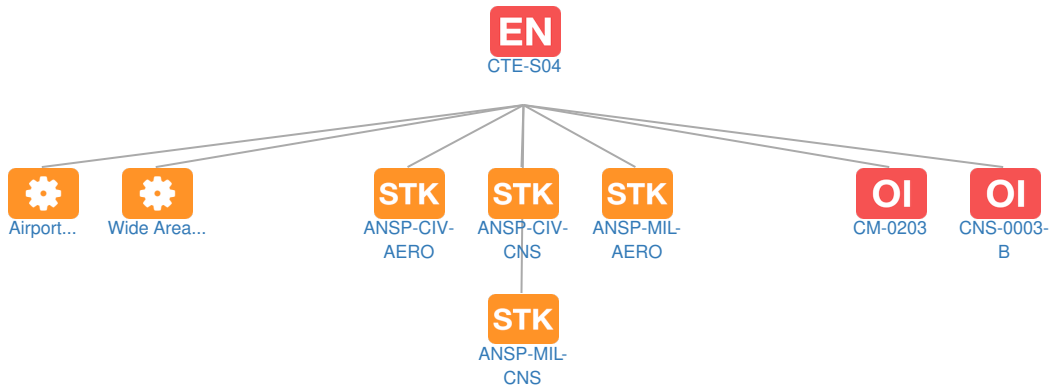 EN
CTE-S04
Airport...
Wide Area...
STK
ANSP-CIV-
AERO
STK
ANSP-CIV-
CNS
STK
ANSP-MIL-
AERO
OI
CM-0203
OI
CNS-0003-
B
STK
ANSP-MIL-
CNS